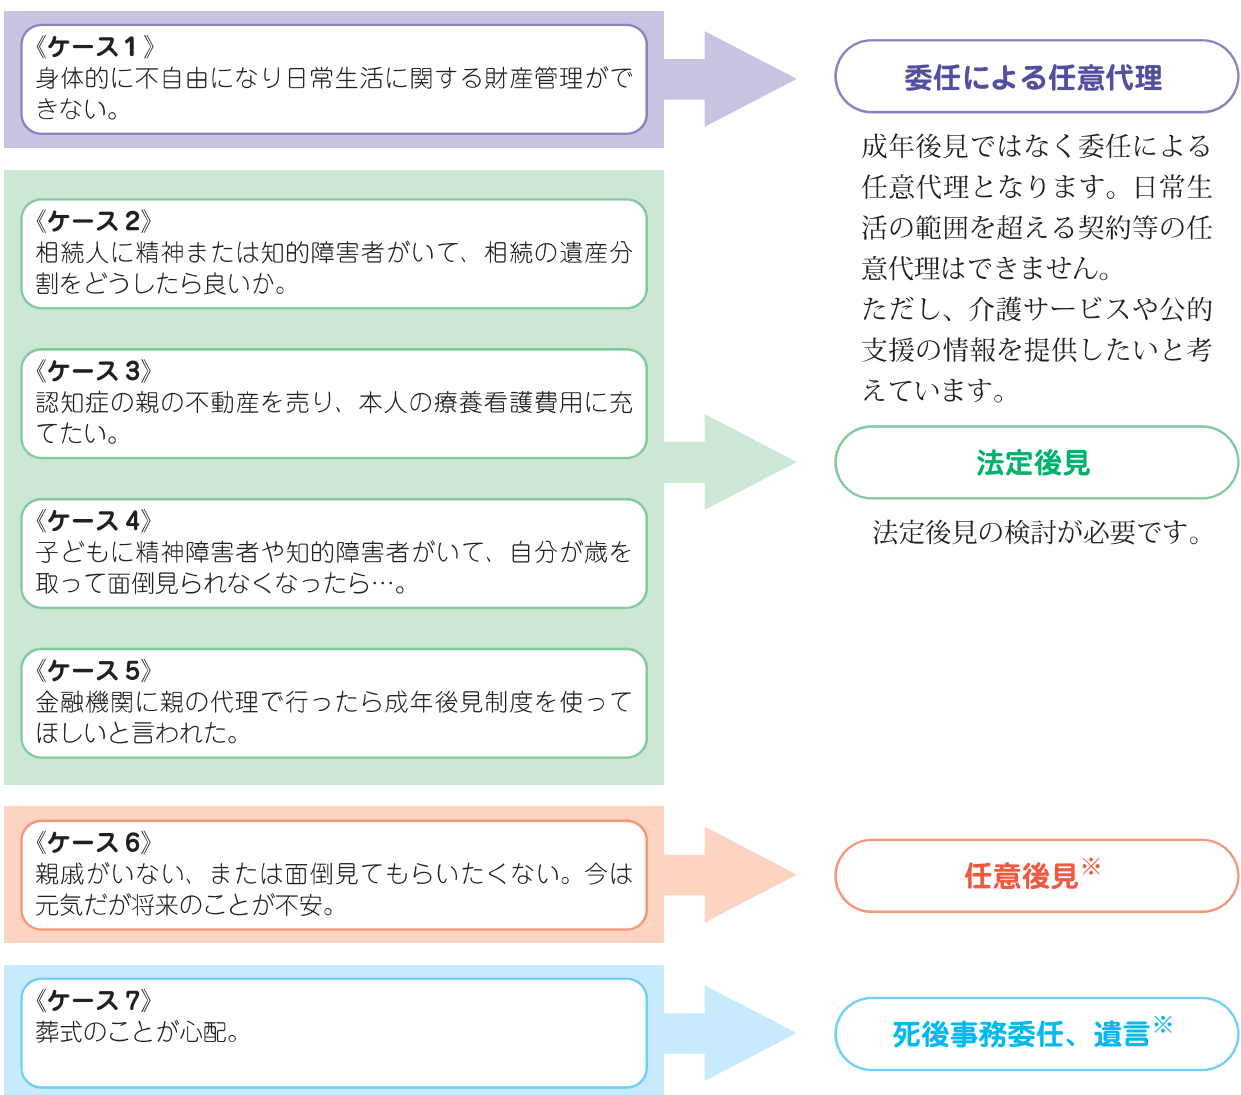 《ケース1》
身体的に不自由になり日常生活に関する財産管理がで
きない。
委任による任意代理
成年後見ではなく委任による
任意代理となります。日常生
活の範囲を超える契約等の任
意代理はできません。
ただし、介護サービスや公的
支援の情報を提供したいと考
えています。
《ケース2》
相続人に精神または知的障害者がいて、相続の遺産分
割をどうしたら良いか。
《ケース3》
認知症の親の不動産を売り、本人の療養看護費用に充
てたい。
《ケース4》
子どもに精神障害者や知的障害者がいて、自分が歳を
取って面倒見られなくなったら…。
《ケース5》
金融機関に親の代理で行ったら成年後見制度を使って
ほしいと言われた。
法定後見
法定後見の検討が必要です。
《ケース6》
親戚がいない、または面倒見てもらいたくない。今は
元気だが将来のことが不安。
任意後見※
《ケース7》
葬式のことが心配。
死後事務委任、遺言※